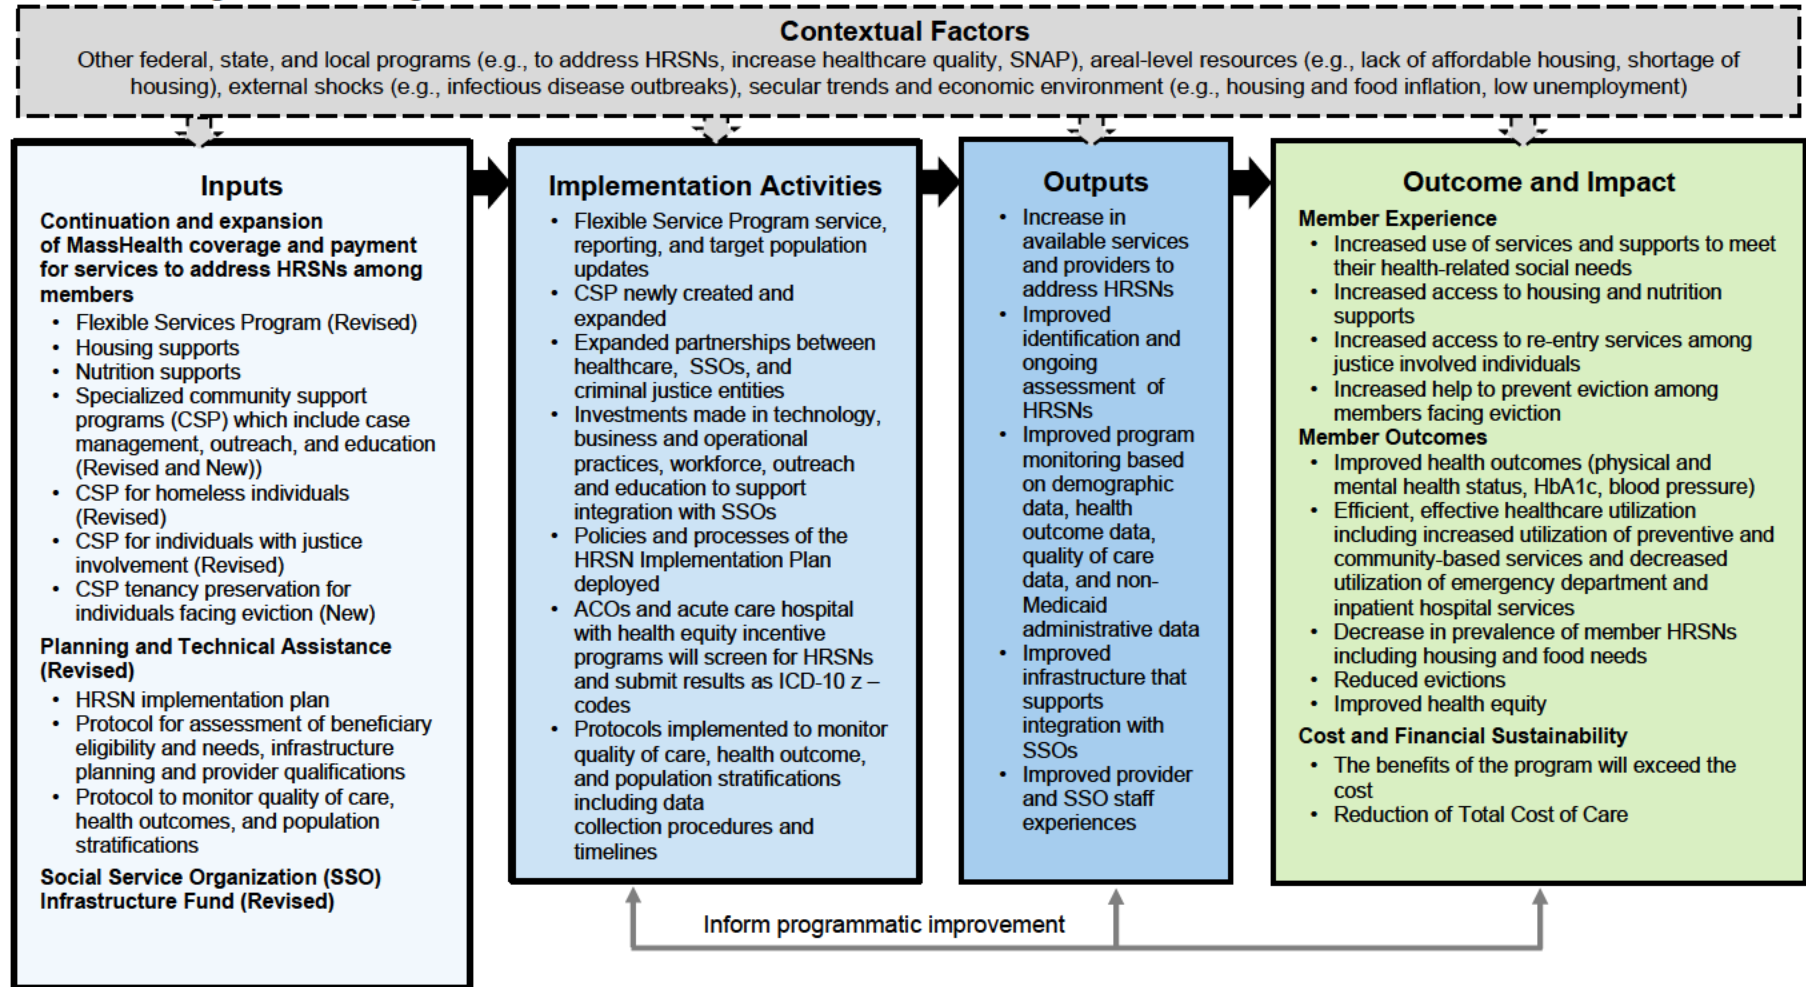 Contextual Factors
Other federal, state, and local programs (e.g., to address HRSNs, increase healthcare quality, SNAP), areal-level resources (e.g., lack of affordable housing, shortage of
housing), external shocks (e.g., infectious disease outbreaks), secular trends and economic environment (e.g., housing and food inflation, low unemployment)
Inputs
Continuation and expansion
of MassHealth coverage and payment
for services to address HRSNs among
members
• Flexible Services Program (Revised)
• Housing supports
• Nutrition supports
• Specialized community support
programs (CSP) which include case
management, outreach, and education
(Revised and New))
• CSP for homeless individuals
(Revised)
• CSP for individuals with justice
involvement (Revised)
• CSP tenancy preservation for
individuals facing eviction (New)
Planning and Technical Assistance
(Revised)
• HRSN implementation plan
• Protocol for assessment of beneficiary
eligibility and needs, infrastructure
planning and provider qualifications
• Protocol to monitor quality of care,
health outcomes, and population
stratifications
Social Service Organization (SSO)
Infrastructure Fund (Revised)
Implementation Activities
• Flexible Service Program service,
reporting, and target population
updates
• CSP newly created and
expanded
• Expanded partnerships between
healthcare, SSOs, and
criminal justice entities
• Investments made in technology,
business and operational
practices, workforce, outreach
and education to support
integration with SSOs
• Policies and processes of the
HRSN Implementation Plan
deployed
• ACOs and acute care hospital
with health equity incentive
programs will screen for HRSNs
and submit results as ICD-10 z –
codes
• Protocols implemented to monitor
quality of care, health outcome,
and population stratifications
including data
collection procedures and
timelines
Outputs
• Increase in
available services
and providers to
address HRSNs
• Improved
identification and
ongoing
assessment of
HRSNs
• Improved program
monitoring based
on demographic
data, health
outcome data,
quality of care
data, and non-
Medicaid
administrative data
• Improved
infrastructure that
supports
integration with
SSOs
• Improved provider
and SSO staff
experiences
Outcome and Impact
Member Experience
• Increased use of services and supports to meet
their health-related social needs
• Increased access to housing and nutrition
supports
• Increased access to re-entry services among
justice involved individuals
• Increased help to prevent eviction among
members facing eviction
Member Outcomes
• Improved health outcomes (physical and
mental health status, HbA1c, blood pressure)
• Efficient, effective healthcare utilization
including increased utilization of preventive and
community-based services and decreased
utilization of emergency department and
inpatient hospital services
• Decrease in prevalence of member HRSNs
including housing and food needs
• Reduced evictions
• Improved health equity
Cost and Financial Sustainability
• The benefits of the program will exceed the
cost
• Reduction of Total Cost of Care
Inform programmatic improvement